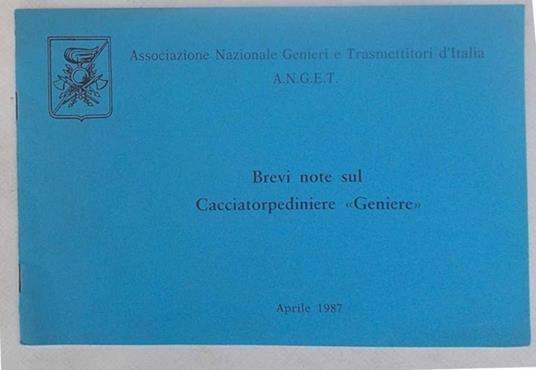 Associazione Nazionale Genieri e Trasmettitori d'Italia
A.N.G.E.T.
Brevi note sul
Cacciatorpediniere «Geniere»
Aprile 1987